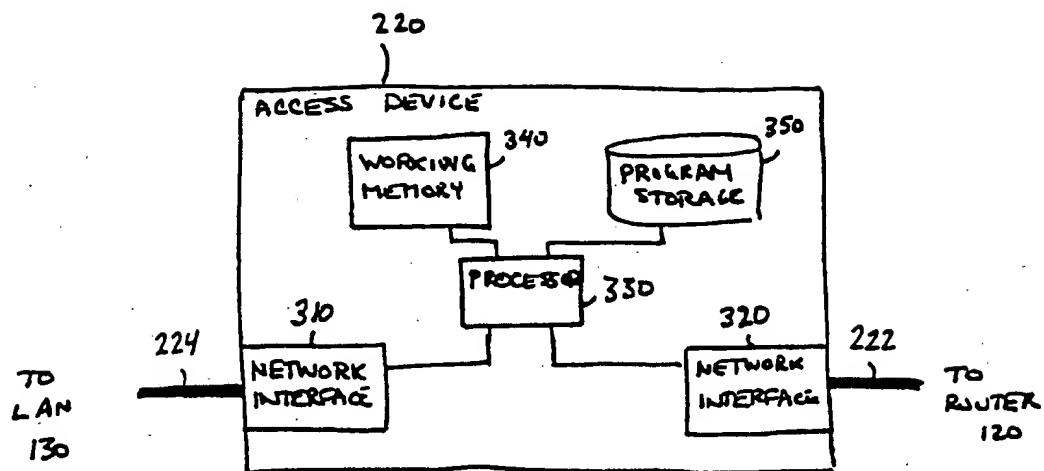 220
ACCESS DEVICE
WORKING
MEMORY
340
PROGRAM
STORAGE
350
PROCESSOR
330
310
320
224
222
NETWORK
INTERFACE
NETWORK
INTERFACE
TO
LAN
130
TO
ROUTER
120